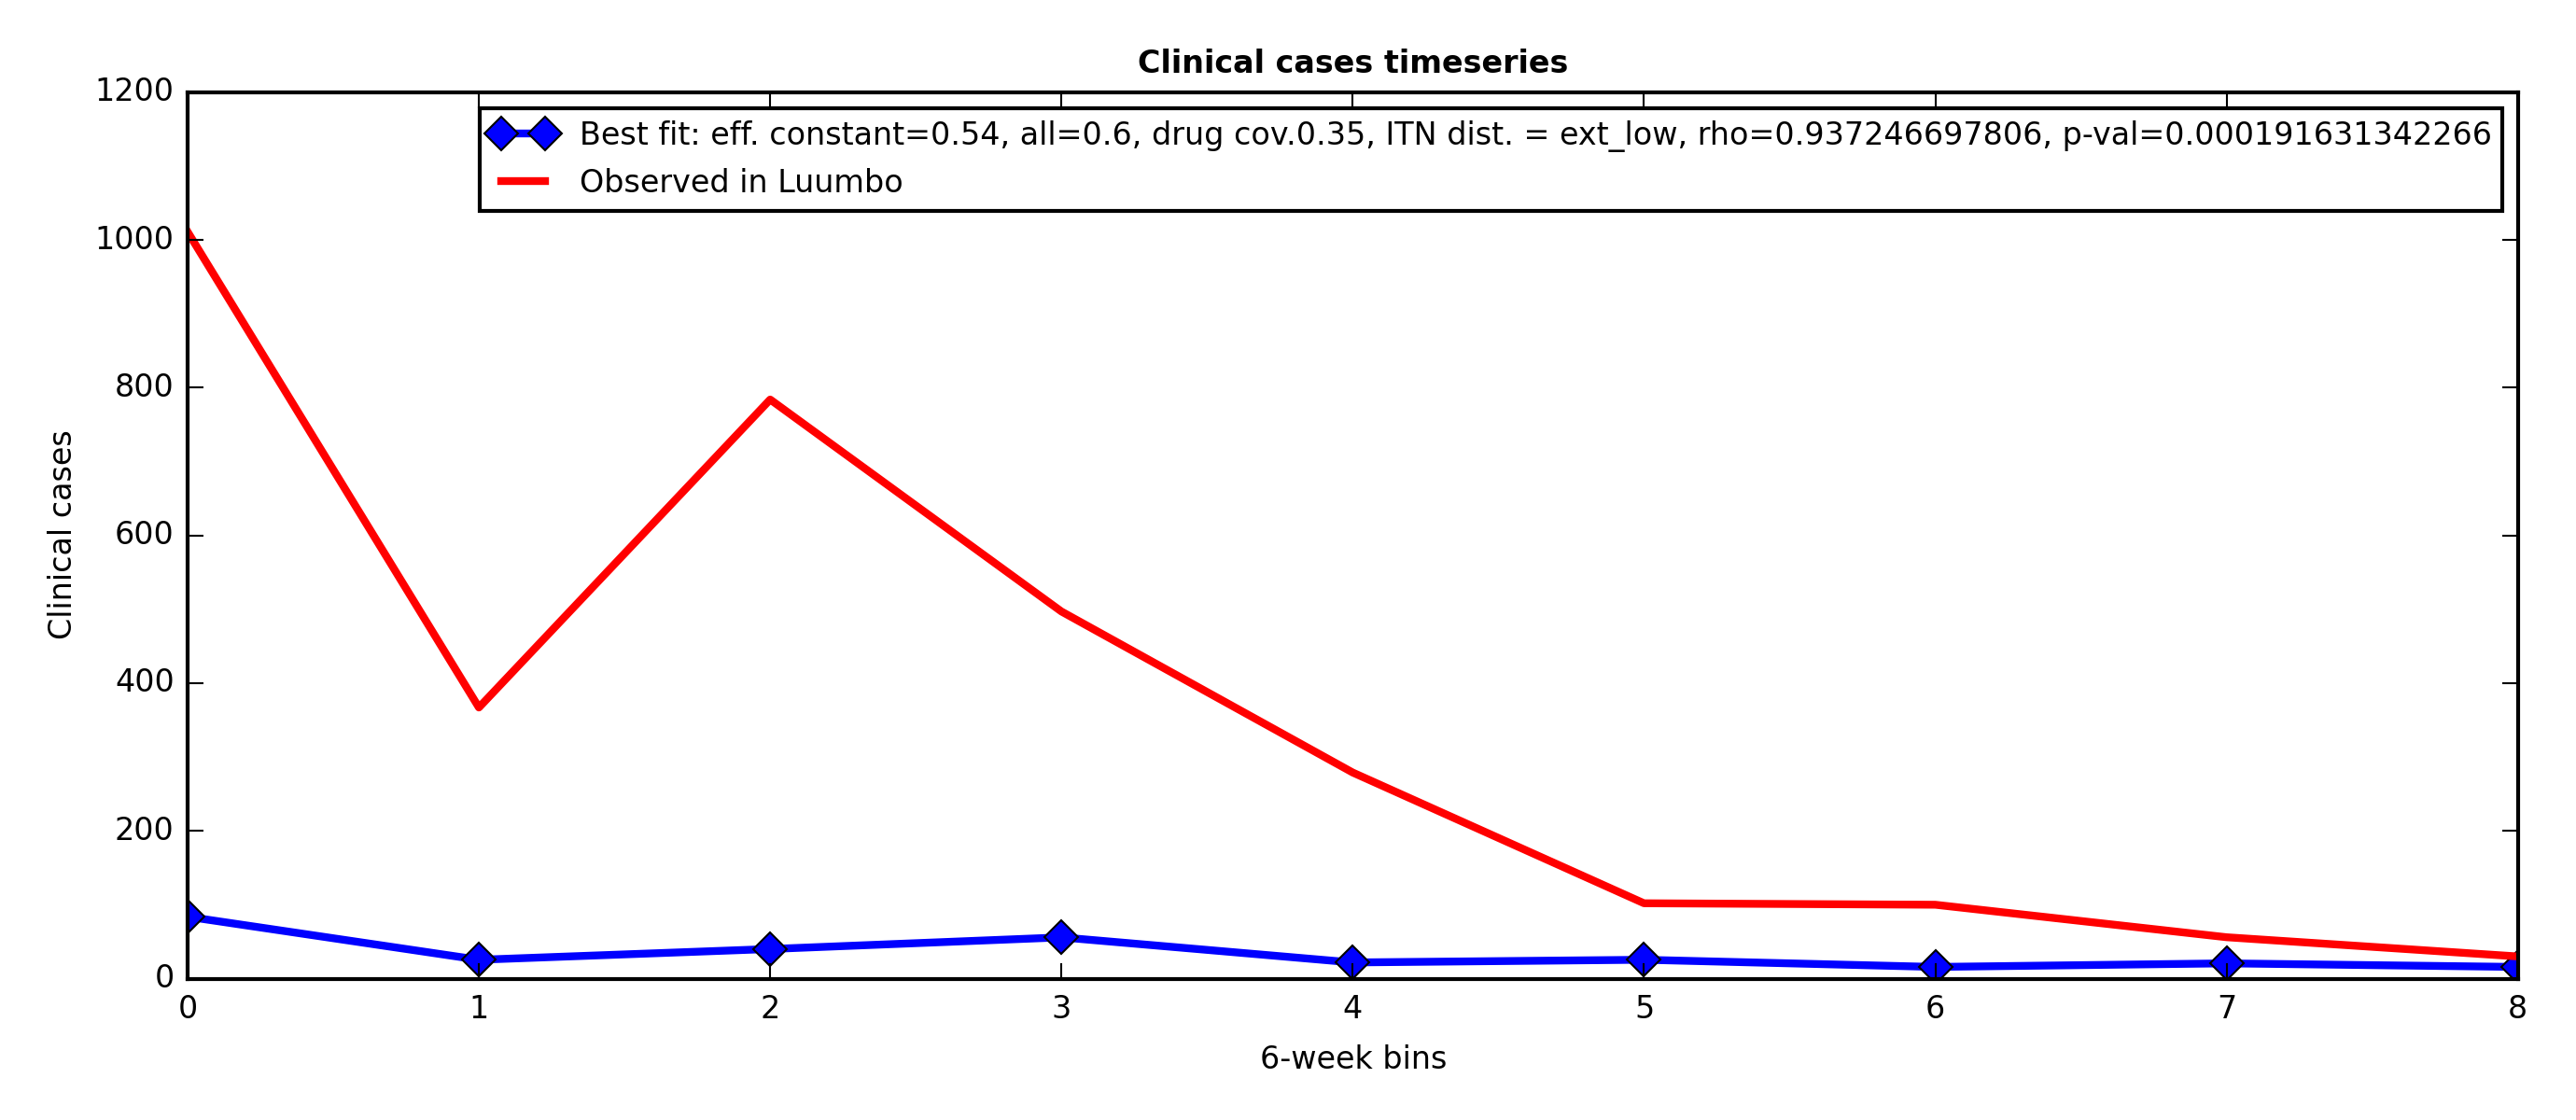 Clinical cases timeseries
1200
1000
800
600
400
200
0
Clinical cases
Best fit: eff. constant=0.54, all=0.6, drug cov.0.35, ITN dist. = ext_low, rho=0.937246697806, p-val=0.000191631342266
Observed in Luumbo
0 1 2 3 4 5 6 7 8
6-week bins